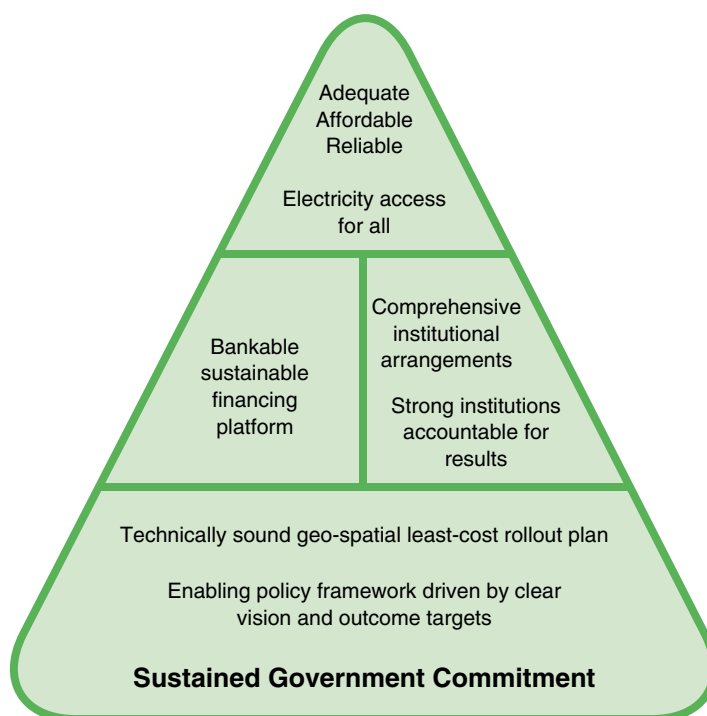 Adequate
Affordable
Reliable
Electricity access
for all
Bankable
sustainable
financing
platform
Comprehensive
institutional
arrangements
Strong institutions
accountable for
results
Technically sound geo-spatial least-cost rollout plan
Enabling policy framework driven by clear
vision and outcome targets
Sustained Government Commitment